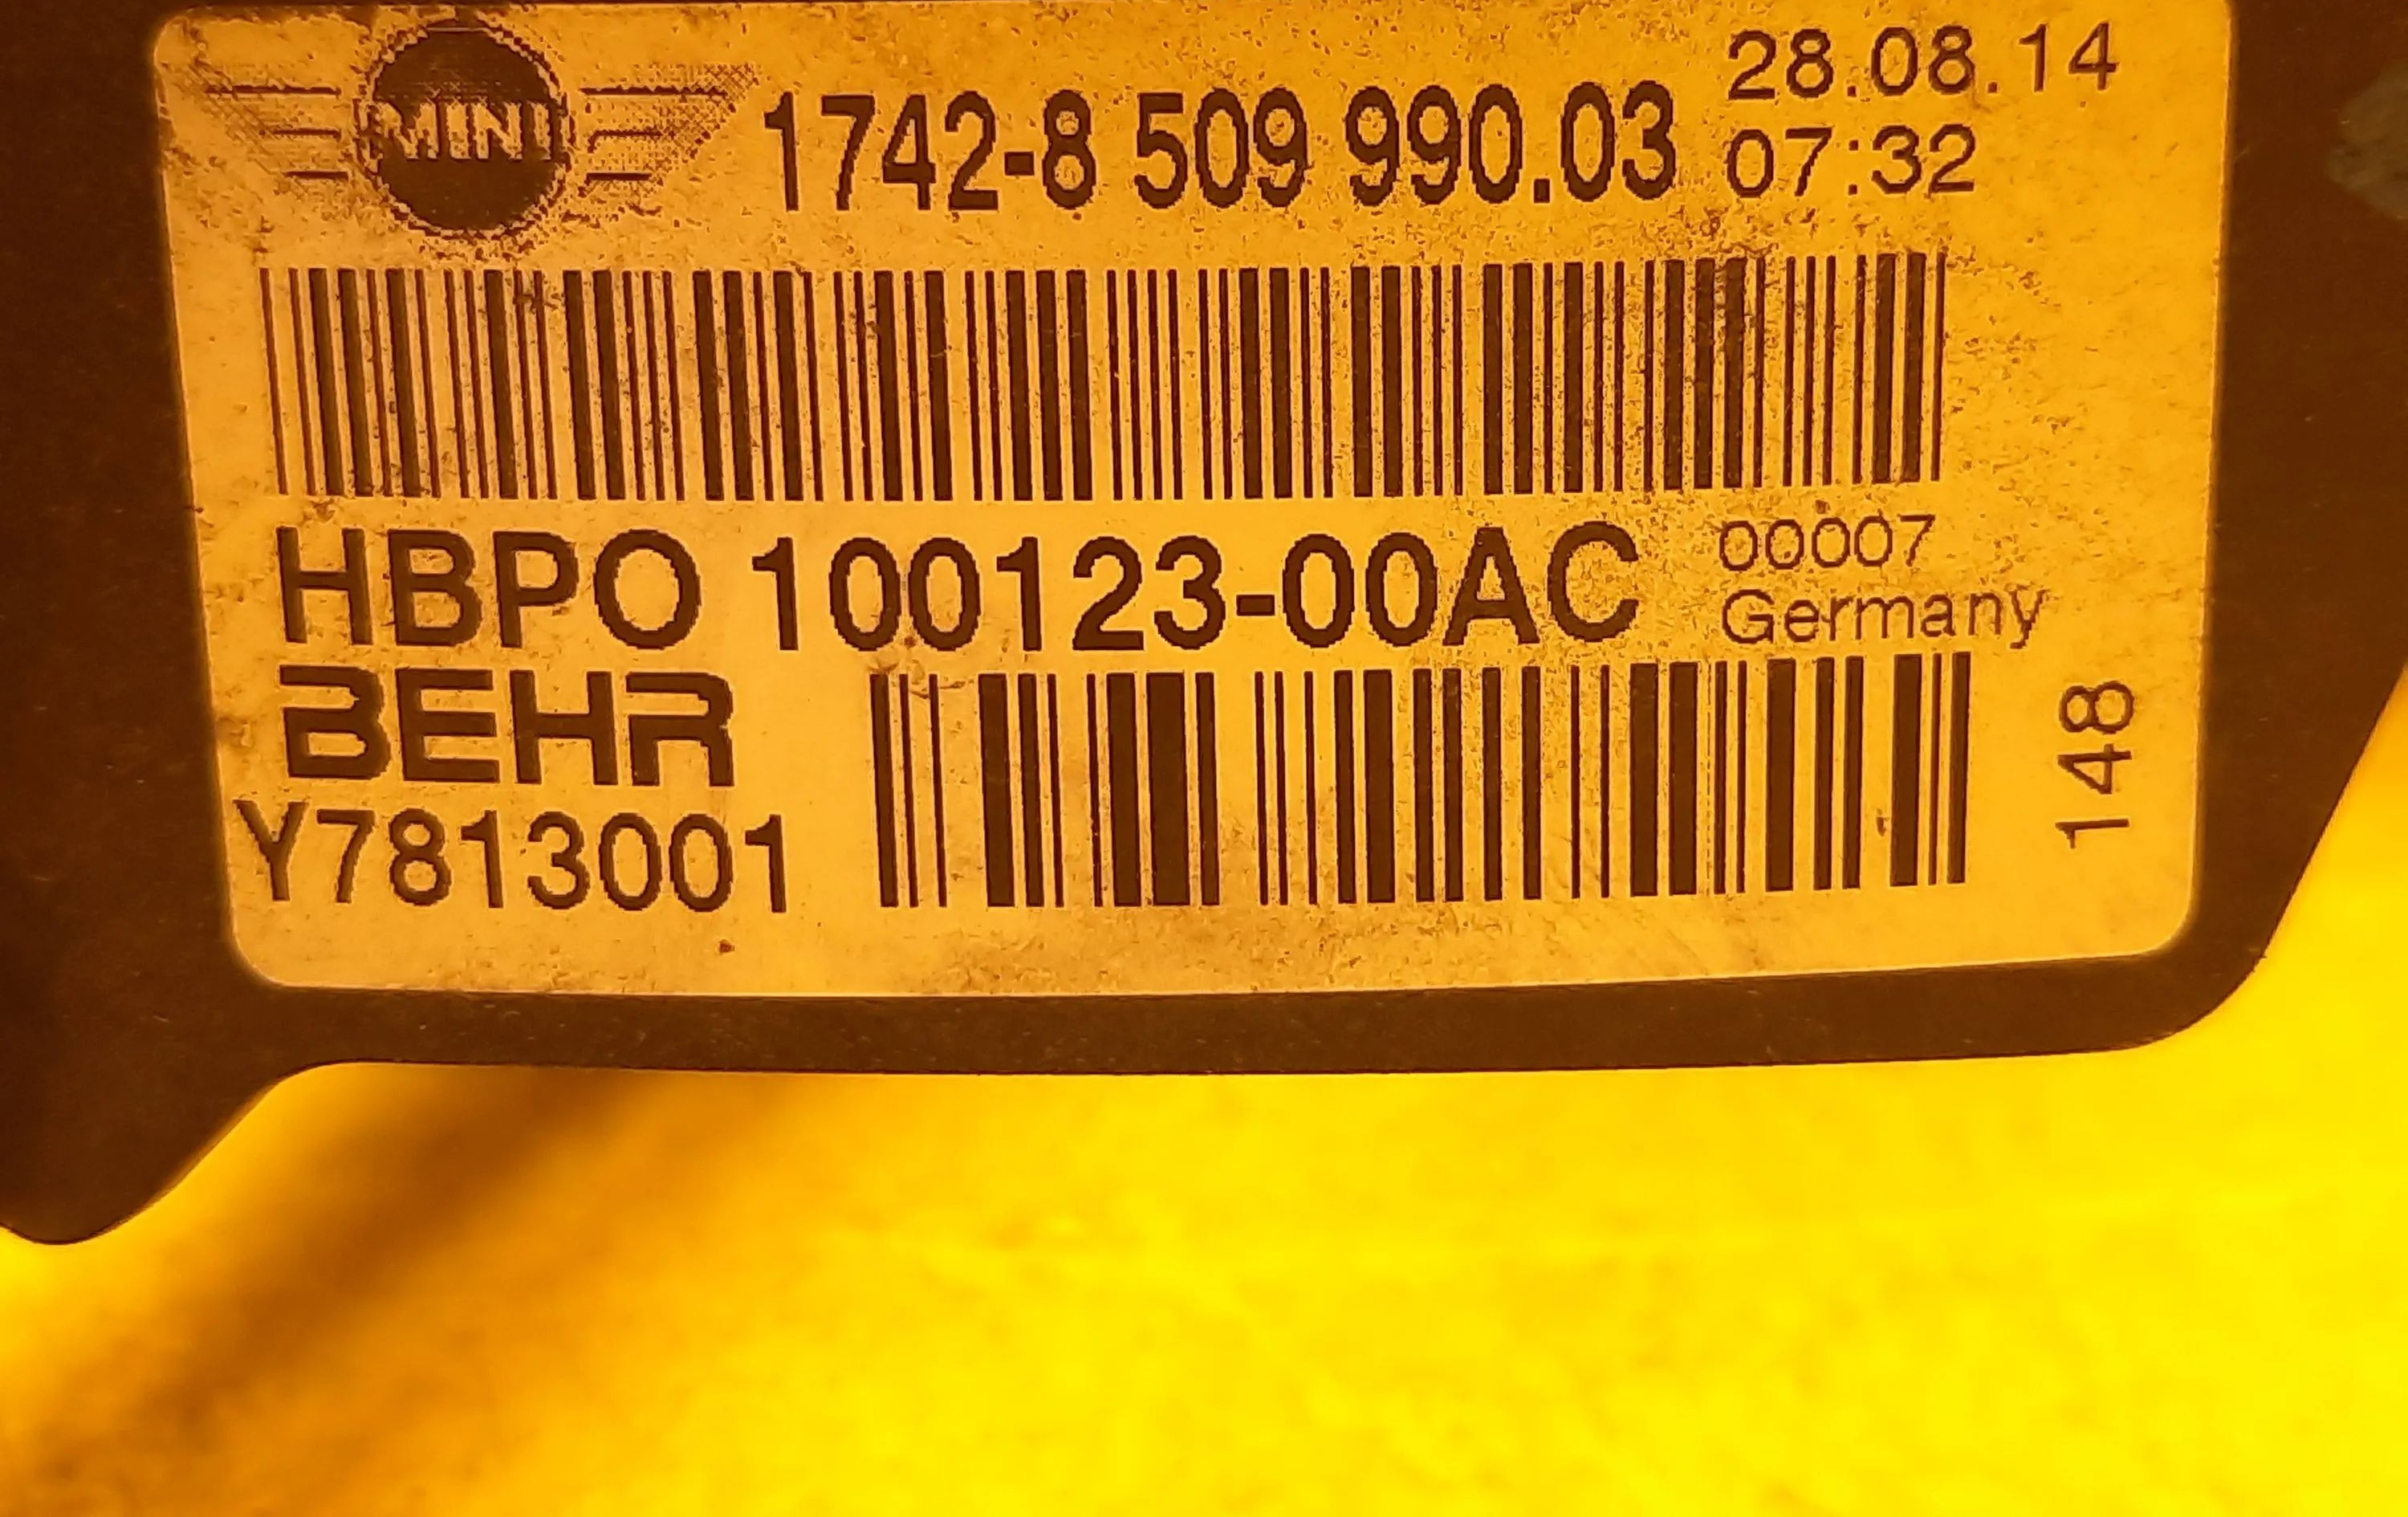 MINI 1742-8 509 990.03 28.08.14
07:32
HBPO 100123-00AC 00007
Germany
BEHR
Y7813001
148